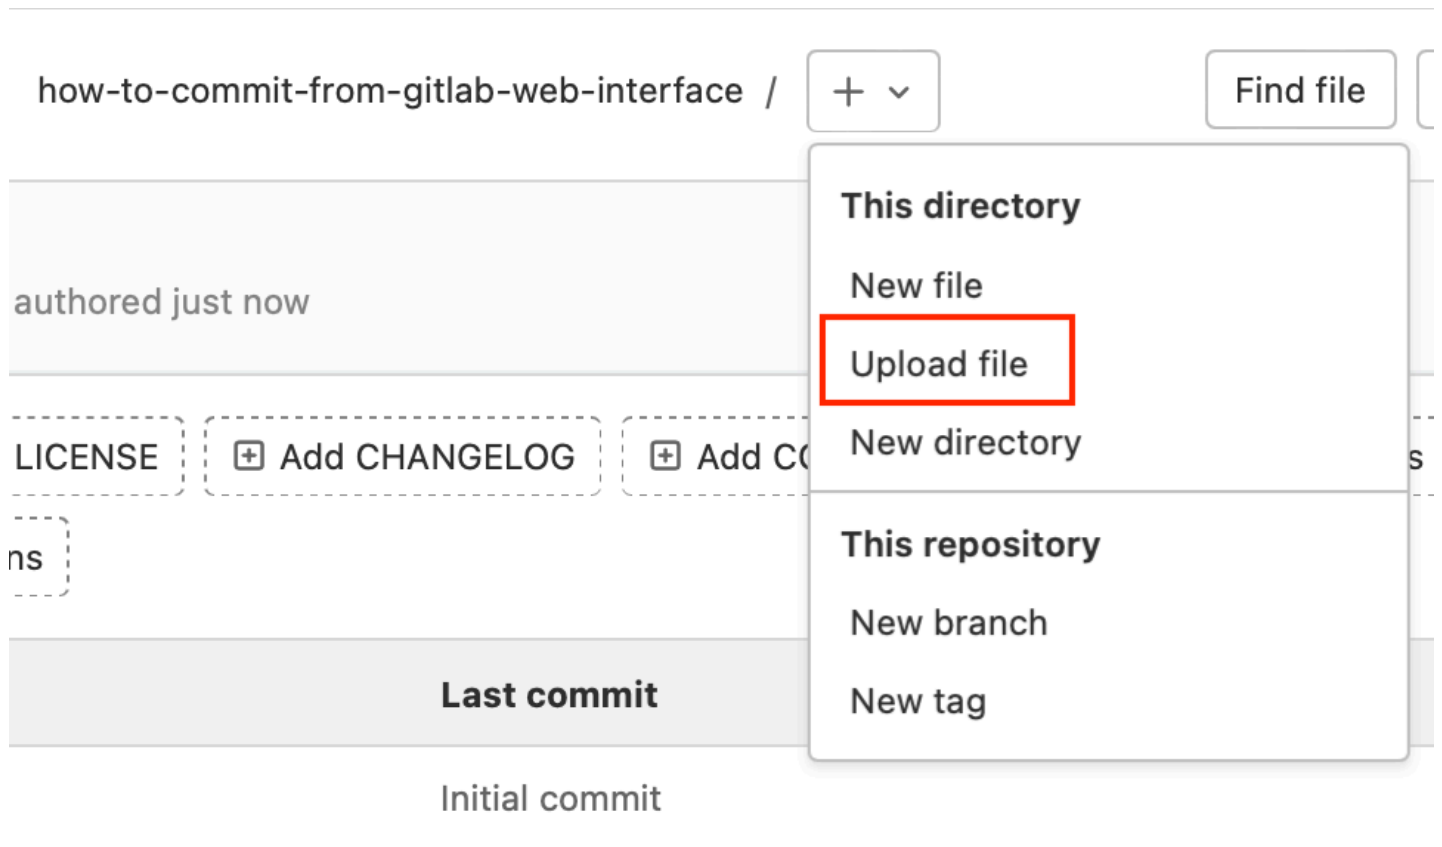 how-to-commit-from-gitlab-web-interface / + Find file
This directory
New file
authored just now
Upload file
New directory
LICENSE Add CHANGELOG Add
This repository
New branch
New tag
Last commit
Initial commit